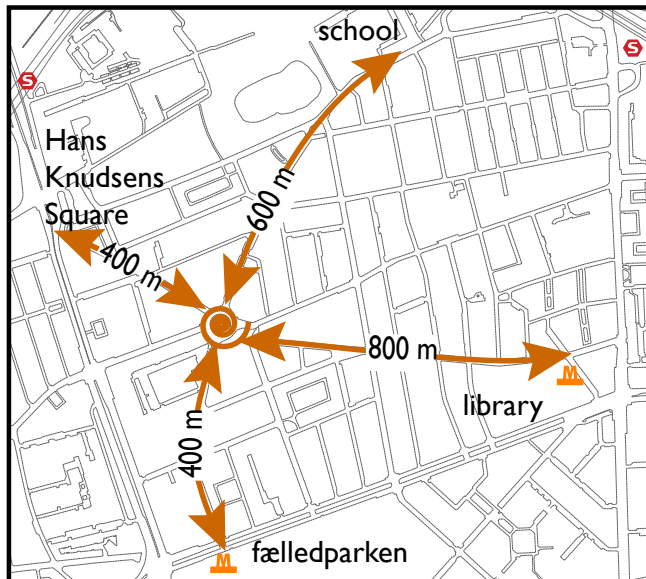 school
S
S
Hans
Knudsens
Square
600 m
400 m
800 m
M
library
400 m
M
fælledparken